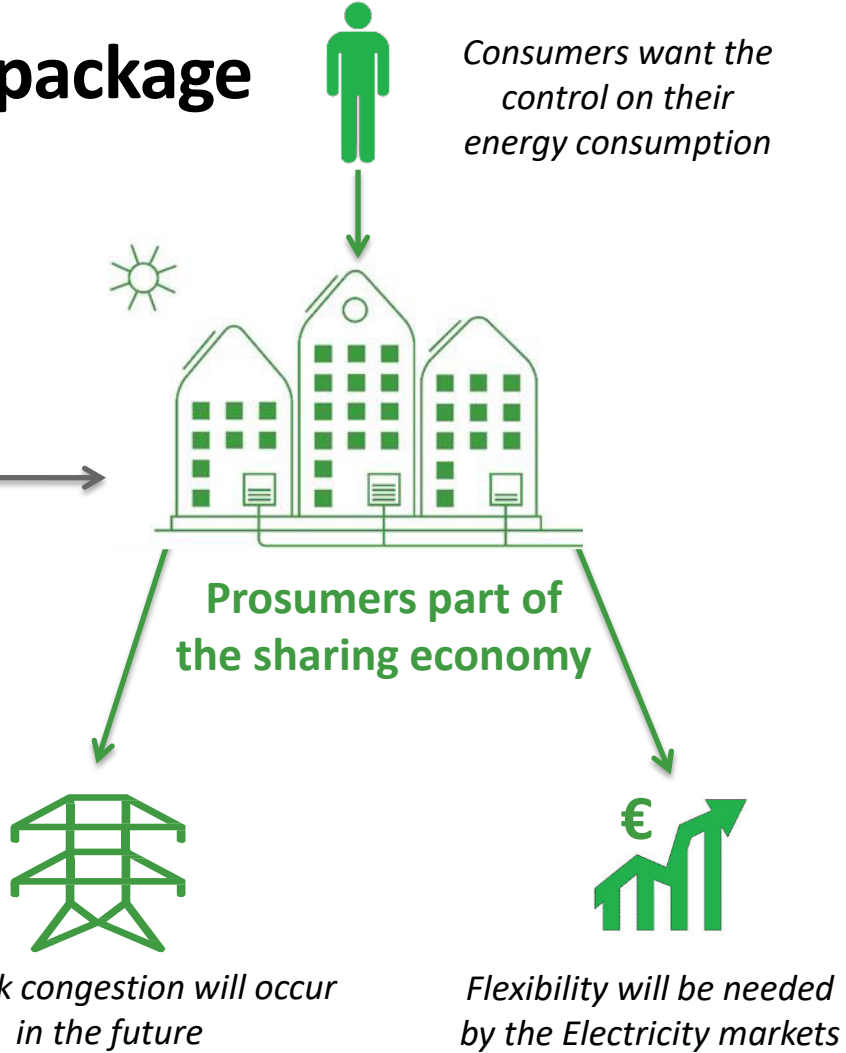 package
Consumers want the
control on their
energy consumption
Prosumers part of
the sharing economy
€
k congestion will occur
in the future
Flexibility will be needed
by the Electricity markets